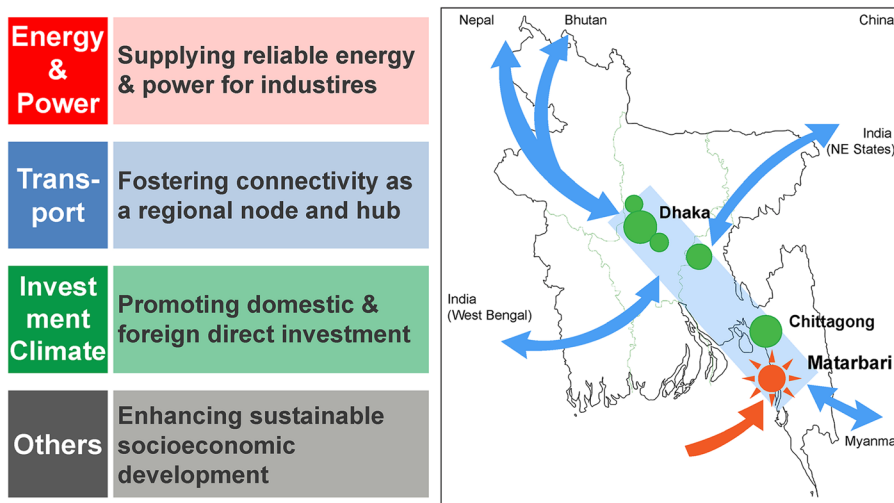 Energy
&
Power
Supplying reliable energy
& power for industires
Trans-
port
Fostering connectivity as
a regional node and hub
Invest
ment
Climate
Promoting domestic &
foreign direct investment
Others
Enhancing sustainable
socioeconomic
development
Nepal
Bhutan
China
India
(NE States)
Dhaka
India
(West Bengal)
Chittagong
Matarbari
Myanma